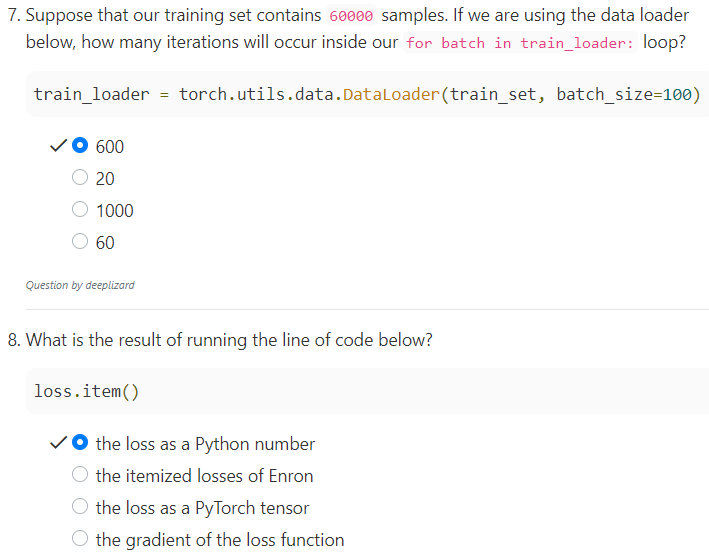 7. Suppose that our training set contains 60000 samples. If we are using the data loader
below, how many iterations will occur inside our for batch in train_loader: loop?
train_loader = torch.utils.data.DataLoader(train_set, batch_size=100)
600
20
1000
60
Question by deeplizard
8. What is the result of running the line of code below?
loss.item()
the loss as a Python number
the itemized losses of Enron
the loss as a PyTorch tensor
the gradient of the loss function